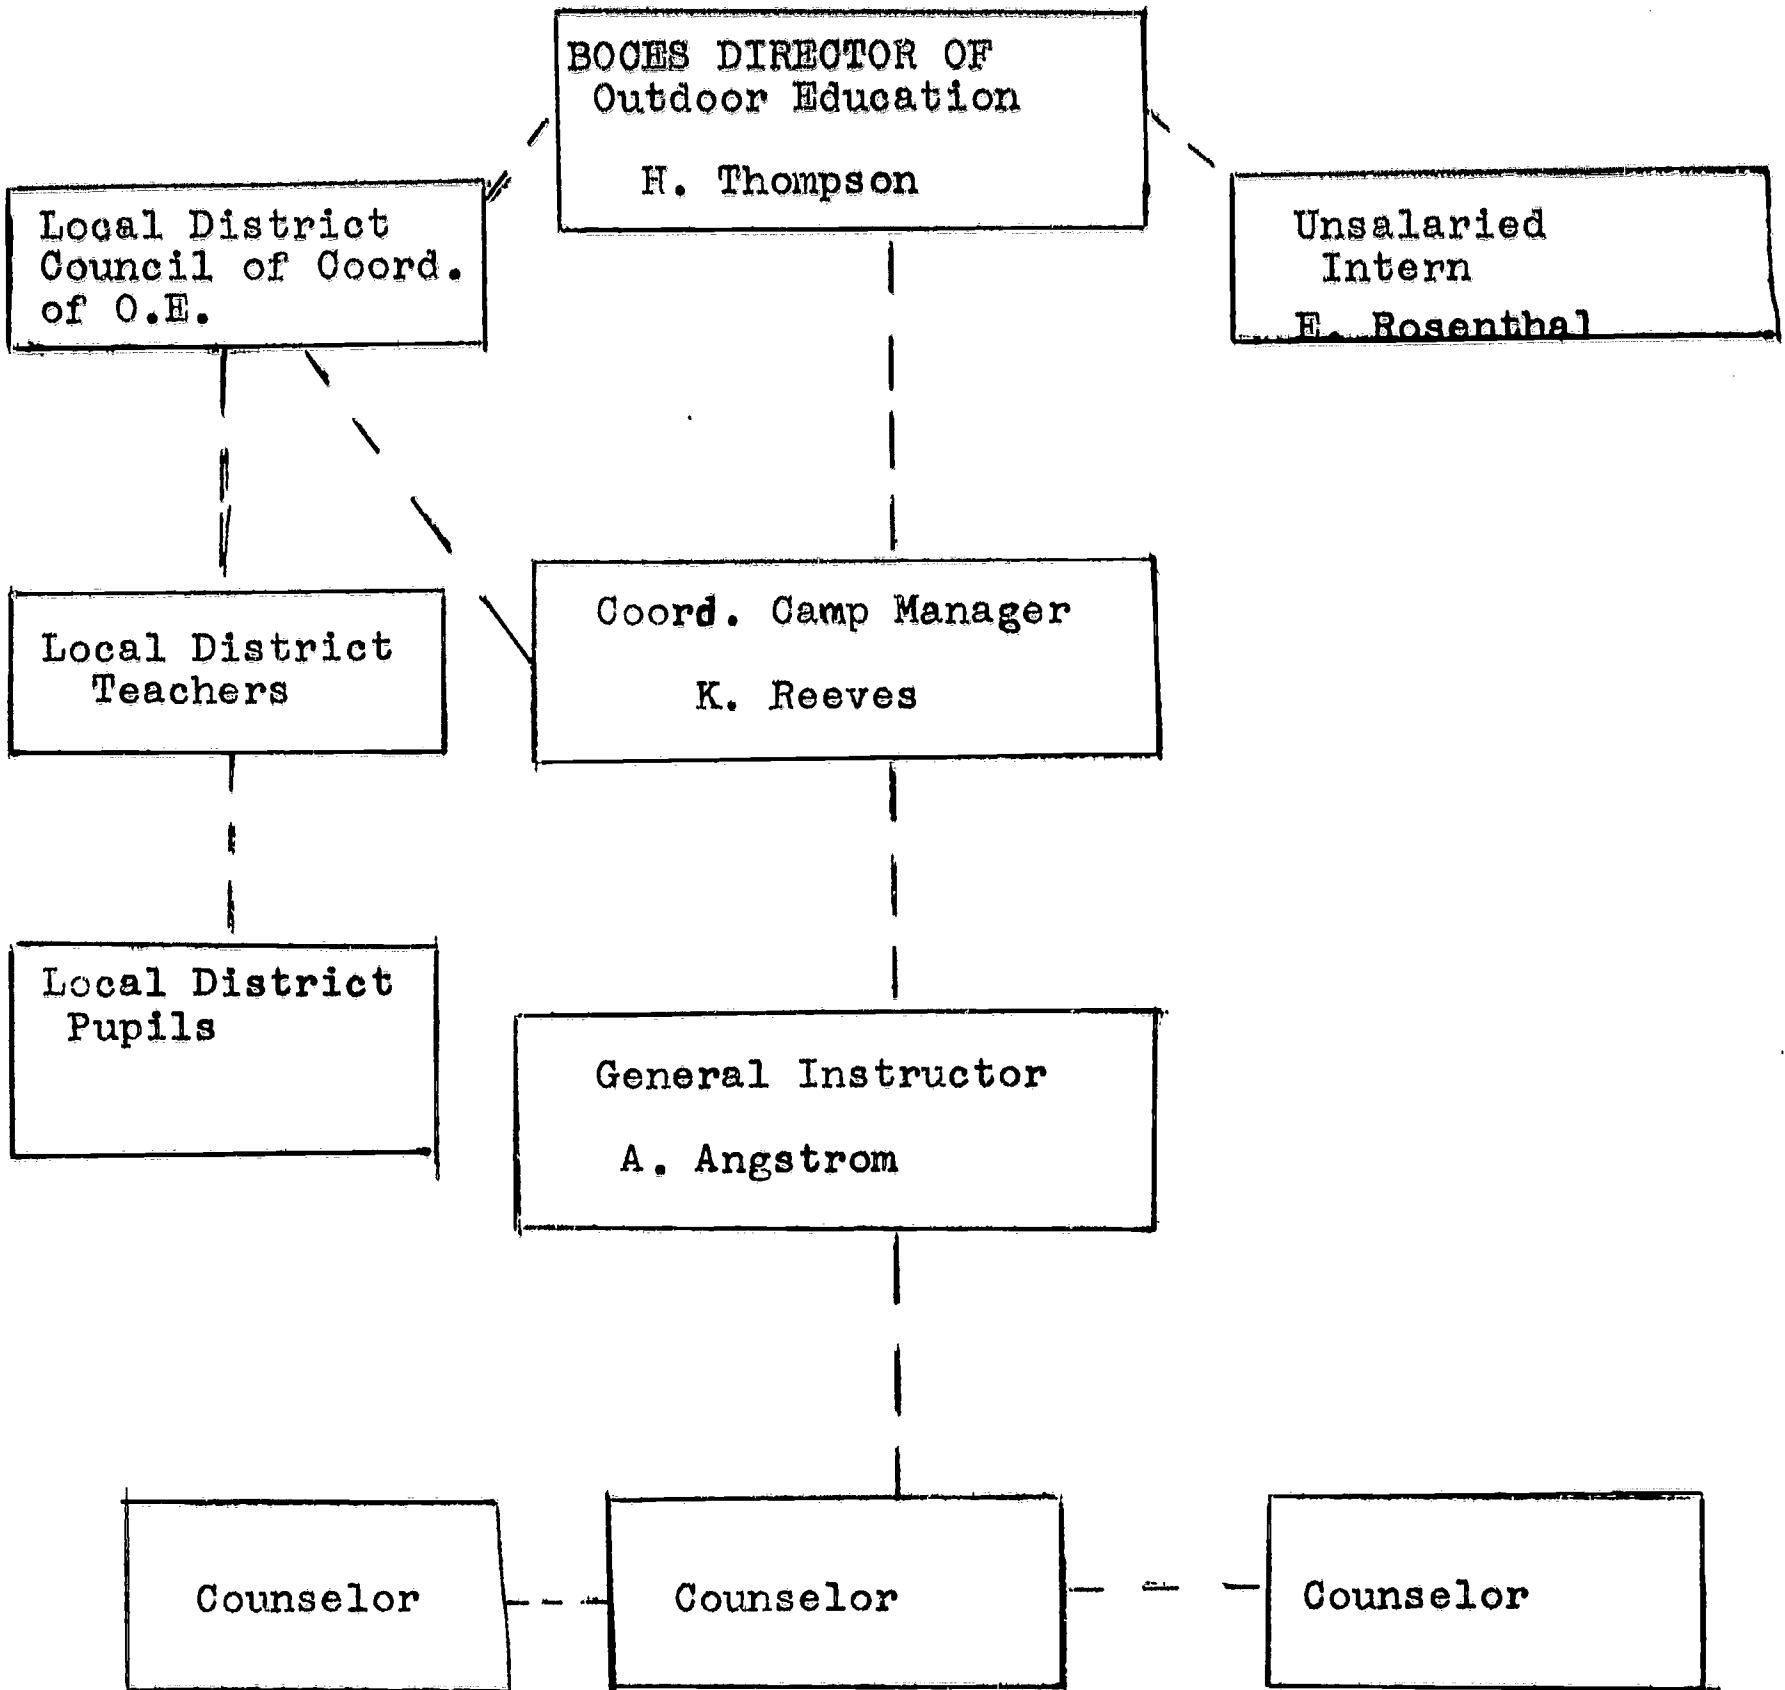 BOCES DIRECTOR OF
Outdoor Education
H. Thompson
Local District
Council of Coord.
of O.E.
Unsalaried
Intern
E. Rosenthal
Local District
Teachers
Coord. Camp Manager
K. Reeves
Local District
Pupils
General Instructor
A. Angstrom
Counselor
Counselor
Counselor